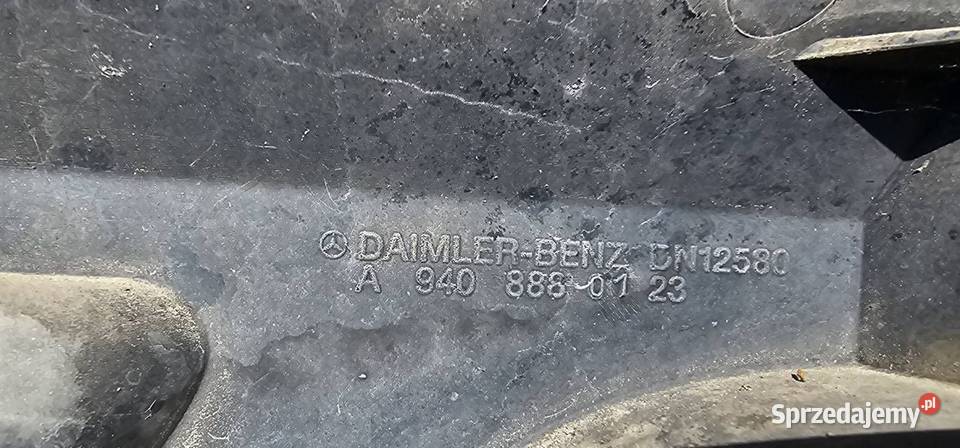 DAIMLER-BENZ DN12580
A 940 888 01 23
Sprzedajemy.pl